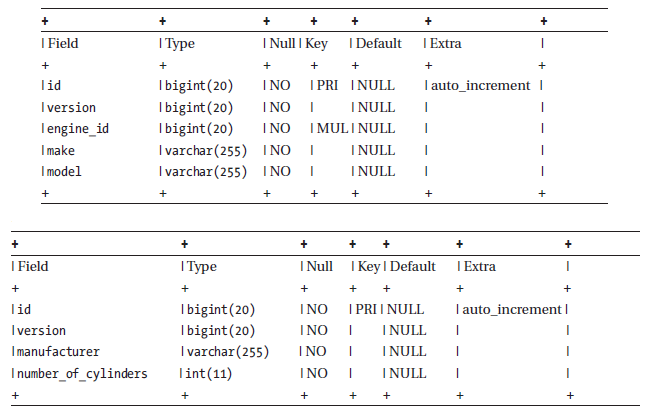 + + + + + + +
| Field | Type | Null | Key | Default | Extra |
+ + + + + + +
| id | bigint(20) | NO | PRI | NULL | auto_increment |
| version | bigint(20) | NO | | NULL | |
| engine_id | bigint(20) | NO | MUL | NULL | |
| make | varchar(255) | NO | | NULL | |
| model | varchar(255) | NO | | NULL | |
+ + + + + + +
+ + + + + + +
| Field | Type | Null | Key | Default | Extra |
+ + + + + + +
| id | bigint(20) | NO | PRI | NULL | auto_increment |
| version | bigint(20) | NO | | NULL | |
| manufacturer | varchar(255) | NO | | NULL | |
| number_of_cylinders | int(11) | NO | | NULL | |
+ + + + + + +